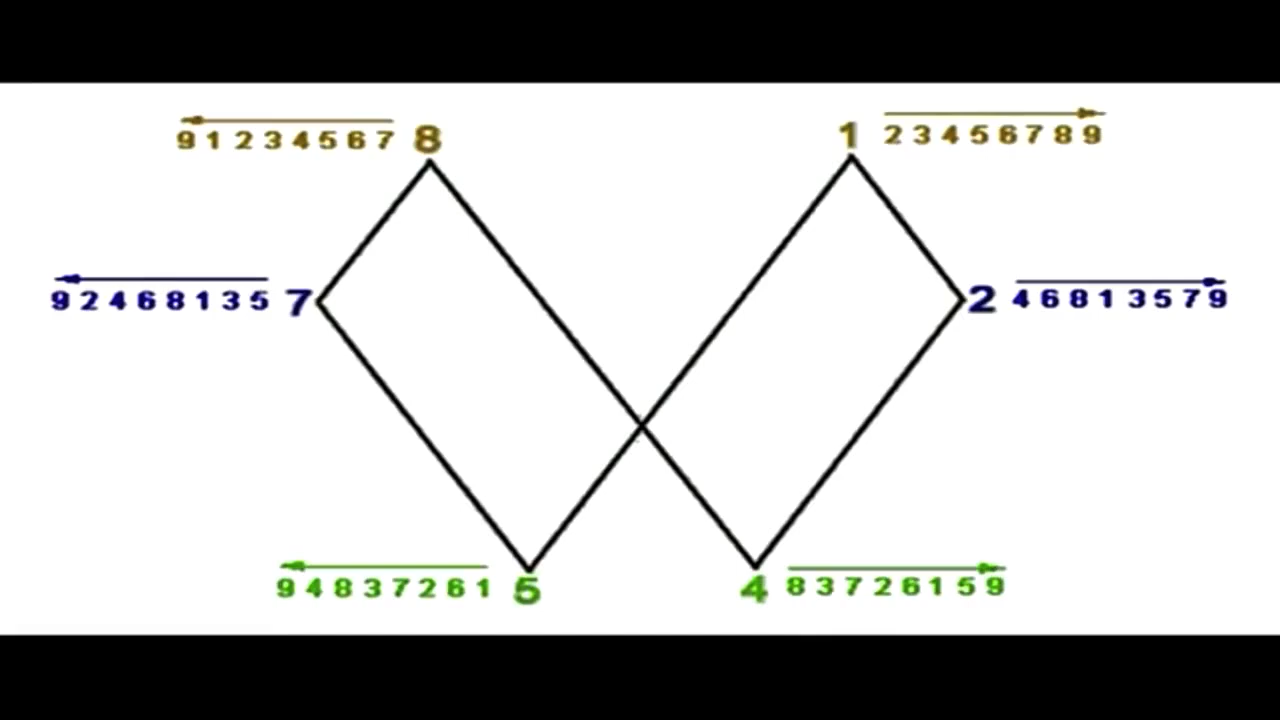 9 1 2 3 4 5 6 7 8
1 2 3 4 5 6 7 8 9
9 2 4 6 8 1 3 5 7
2 4 6 8 1 3 5 7 9
9 4 8 3 7 2 6 1 5
4 8 3 7 2 6 1 5 9